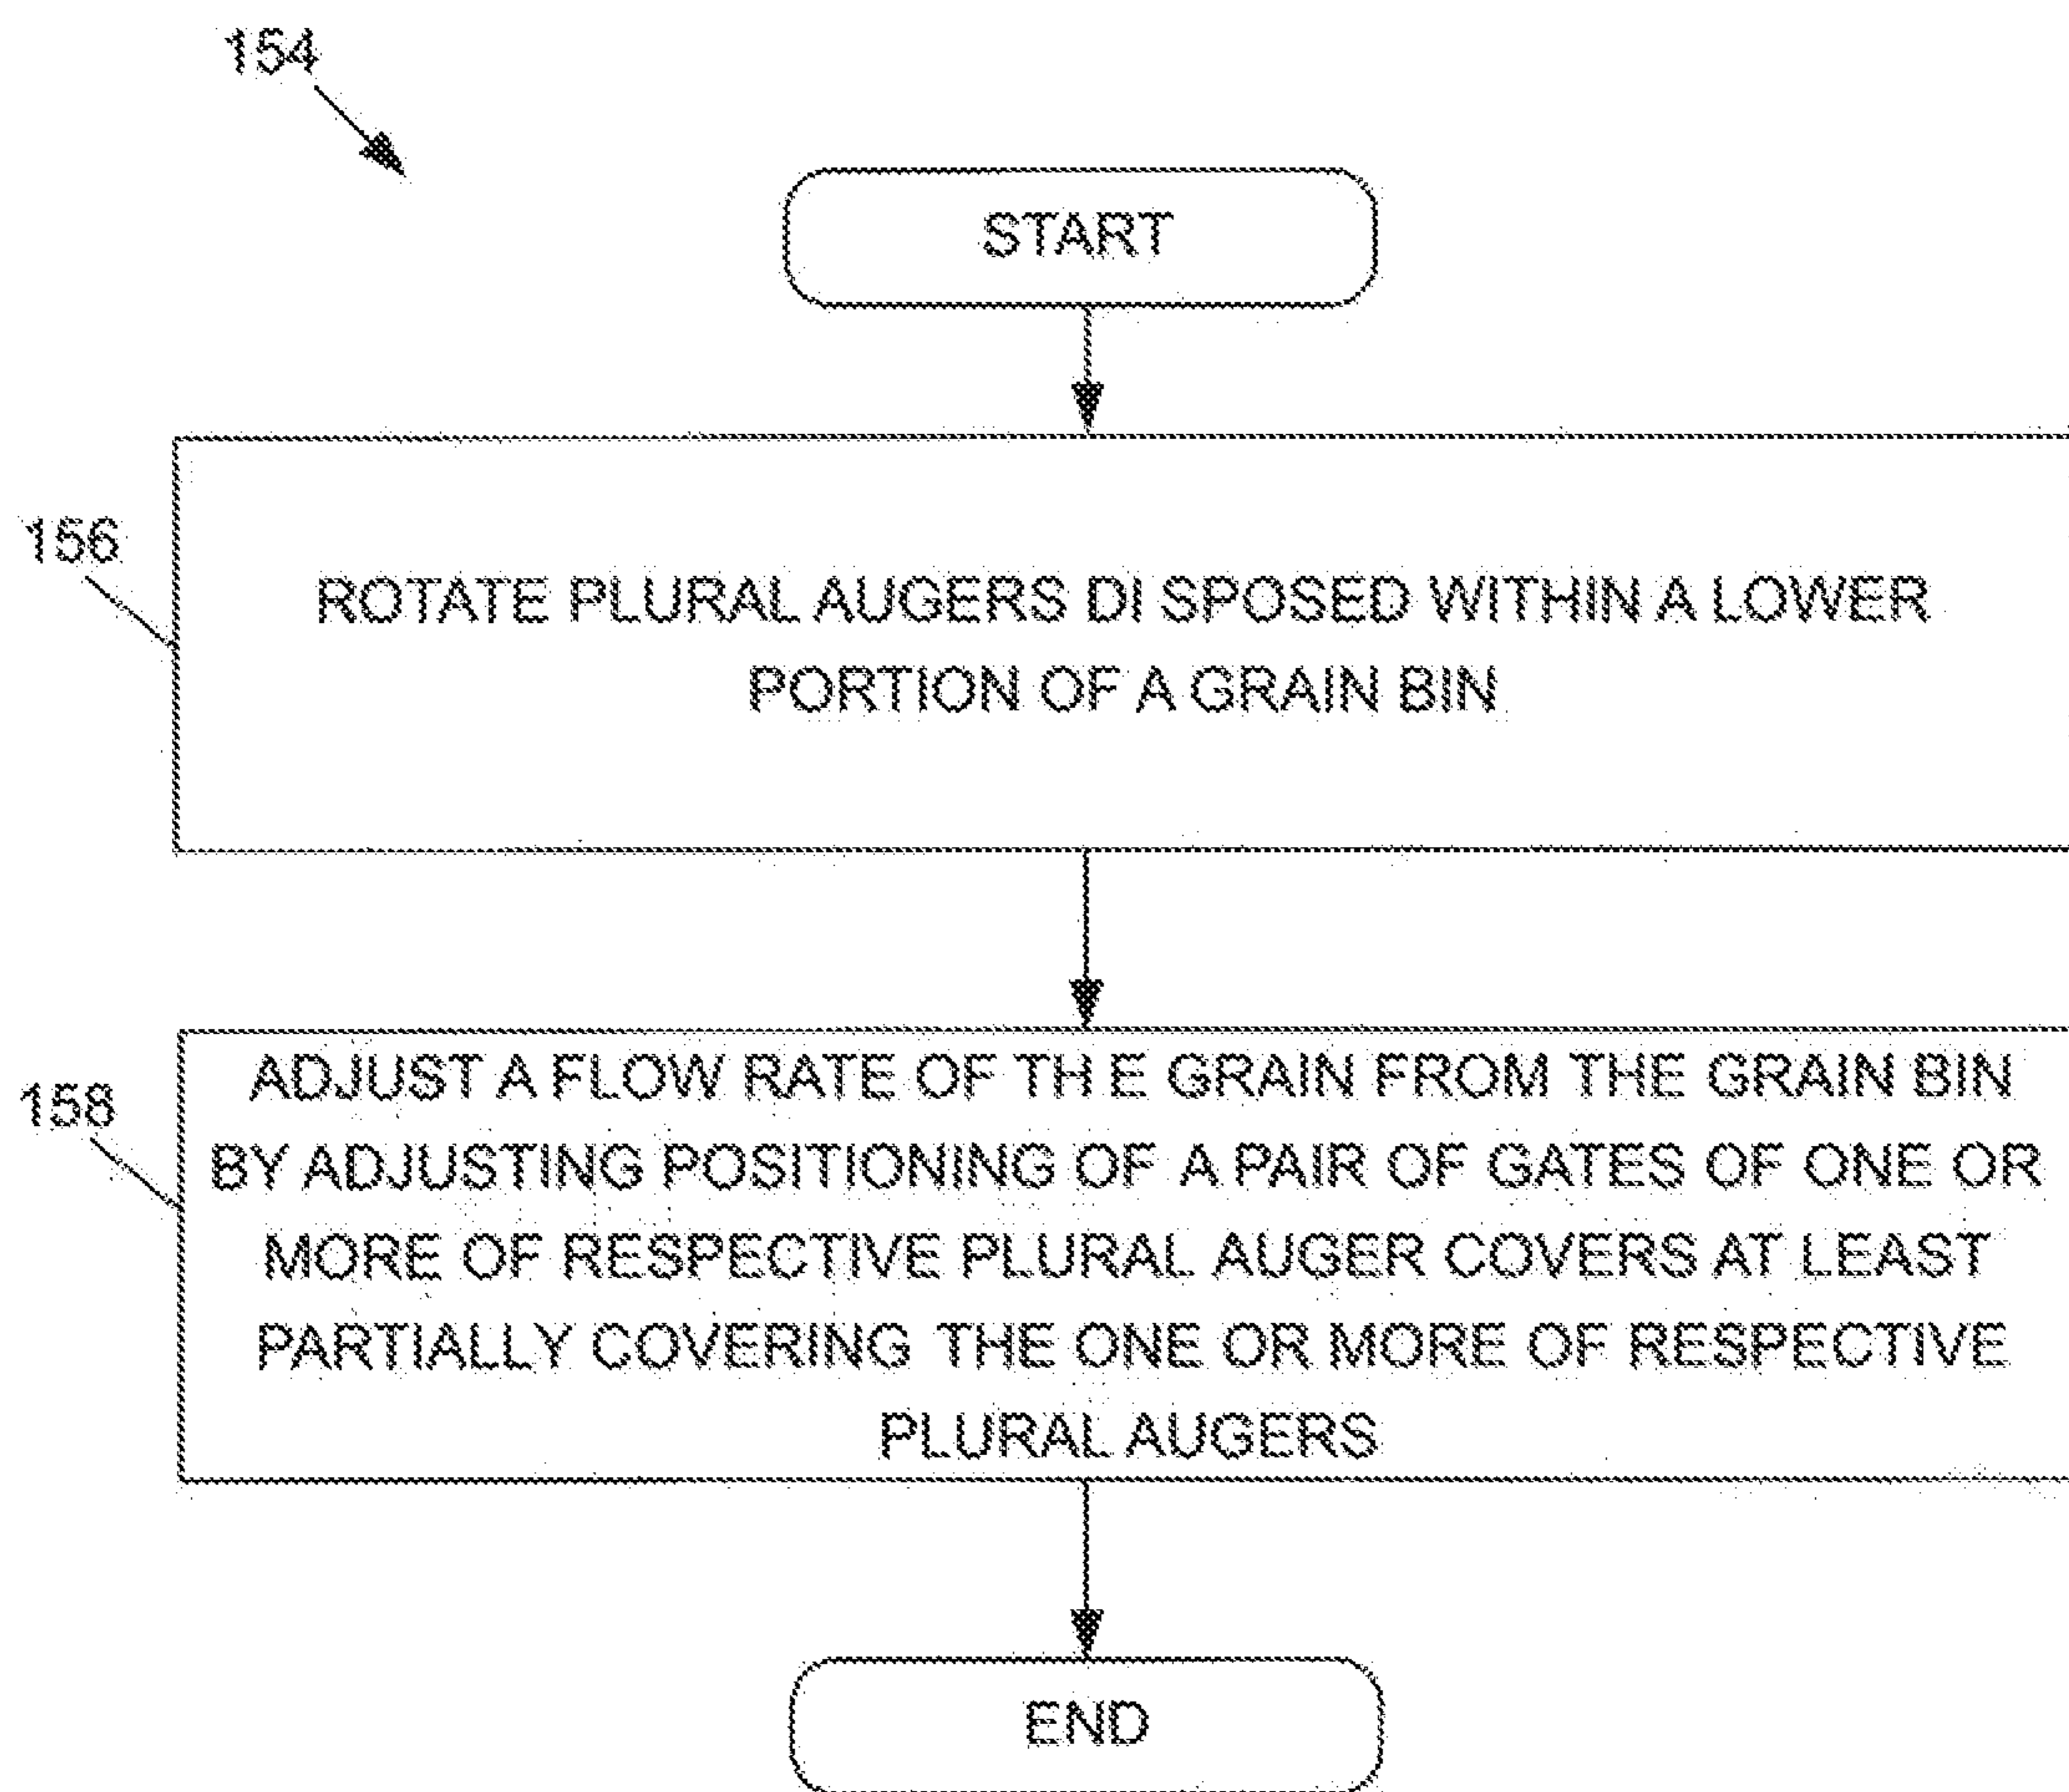 154
START
156
ROTATE PLURAL AUGERS DI SPOSED WITHIN A LOWER
PORTION OF A GRAIN BIN
158
ADJUST A FLOW RATE OF TH E GRAIN FROM THE GRAIN BIN
BY ADJUSTING POSITIONING OF A PAIR OF GATES OF ONE OR
MORE OF RESPECTIVE PLURAL AUGER COVERS AT LEAST
PARTIALLY COVERING THE ONE OR MORE OF RESPECTIVE
PLURAL AUGERS
END